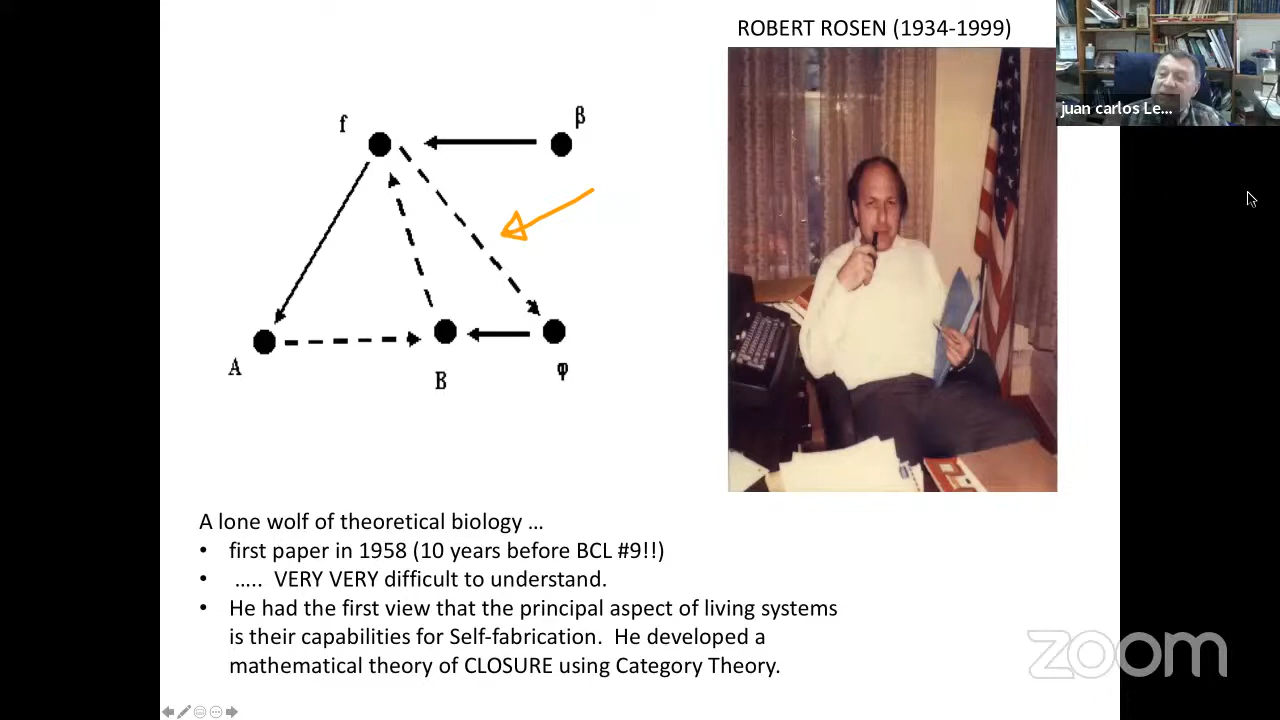 ROBERT ROSEN (1934-1999)
juan carlos Le...
f
β
A
B
φ
A lone wolf of theoretical biology ...
• first paper in 1958 (10 years before BCL #9!!)
• ..... VERY VERY difficult to understand.
• He had the first view that the principal aspect of living systems
is their capabilities for Self-fabrication. He developed a
mathematical theory of CLOSURE using Category Theory.
zoom